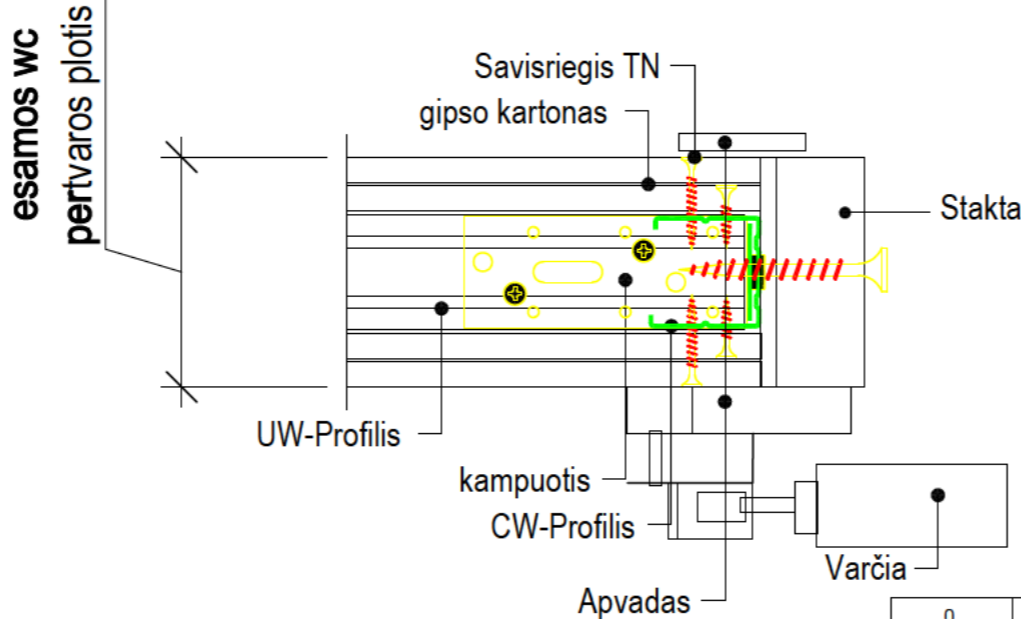 esamos wc
pertvaros plotis
Savisriegis TN
gipso kartonas
Stakta
UW-Profilis
kampuotis
CW-Profilis
Varčia
Apvadas